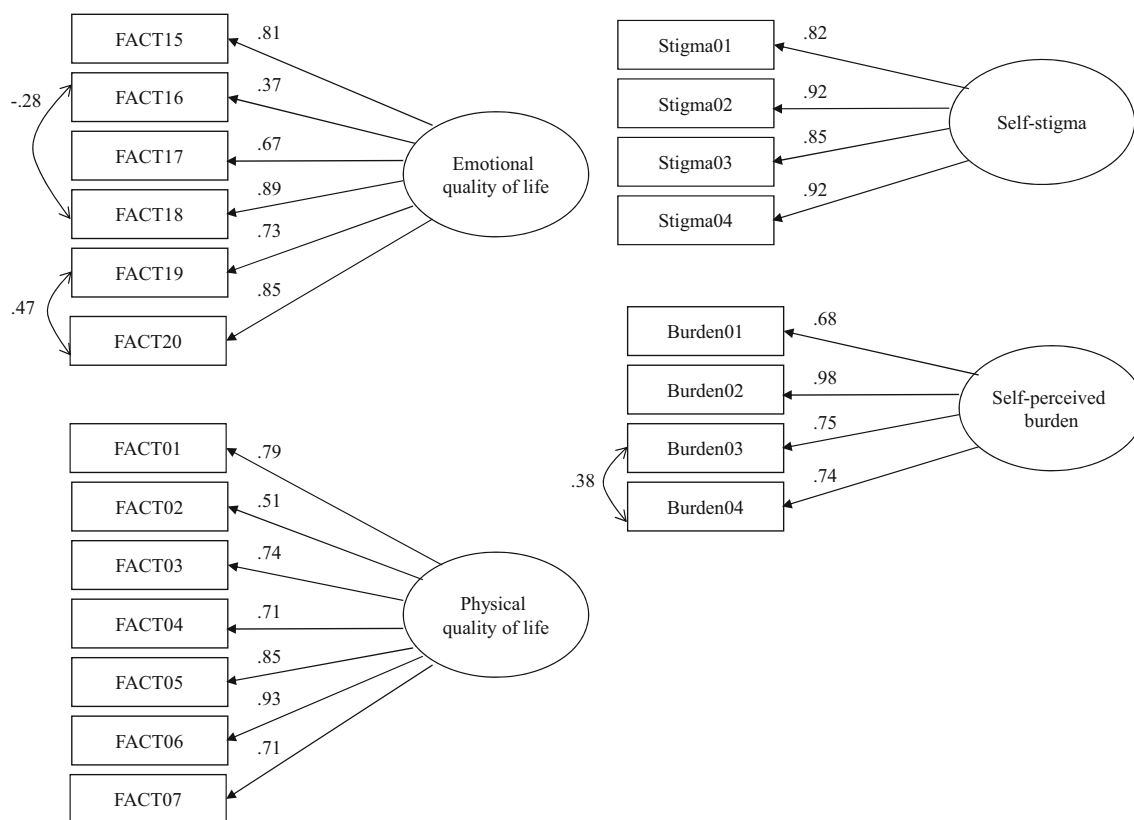 FACT15
.81
FACT16
.37
-.28
FACT17
.67
FACT18
.89
FACT19
.73
.47
FACT20
.85
Emotional
quality of life
Stigma01
.82
Stigma02
.92
Stigma03
.85
Stigma04
.92
Self-stigma
Burden01
.68
Burden02
.98
Burden03
.75
.38
Burden04
.74
Self-perceived
burden
FACT01
.79
FACT02
.51
FACT03
.74
FACT04
.71
FACT05
.85
FACT06
.93
FACT07
.71
Physical
quality of life